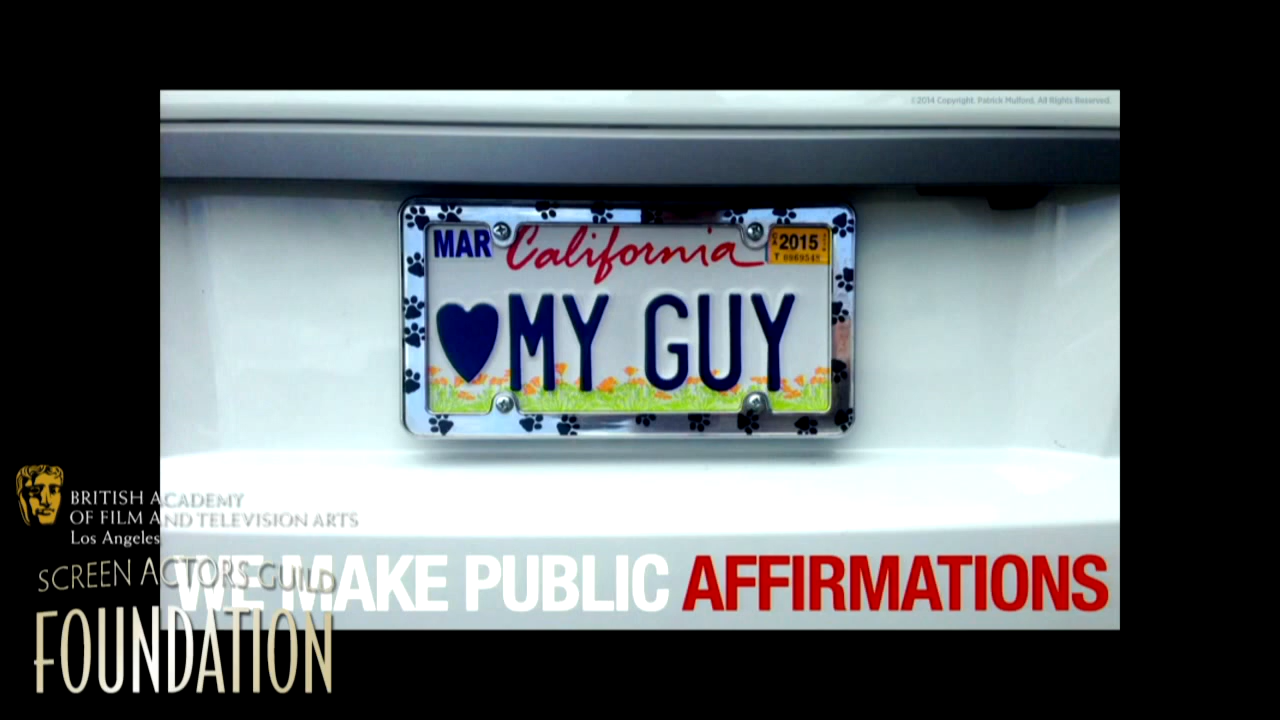 ©2014 Copyright. Patrick Mulford. All Rights Reserved.
MAR California 2015
♥MY GUY
BRITISH ACADEMY
OF FILM AND TELEVISION ARTS
Los Angeles
WE MAKE PUBLIC AFFIRMATIONS
SCREEN ACTORS GUILD
FOUNDATION